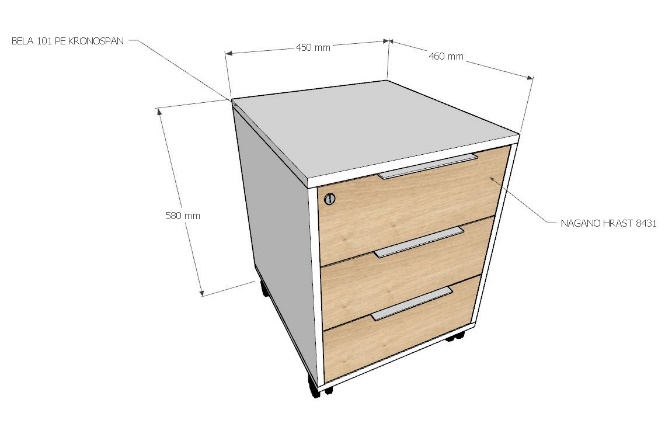 BELA 101 PE KRONOSPAN
450 mm
460 mm
580 mm
NAGANO HRAST 8431